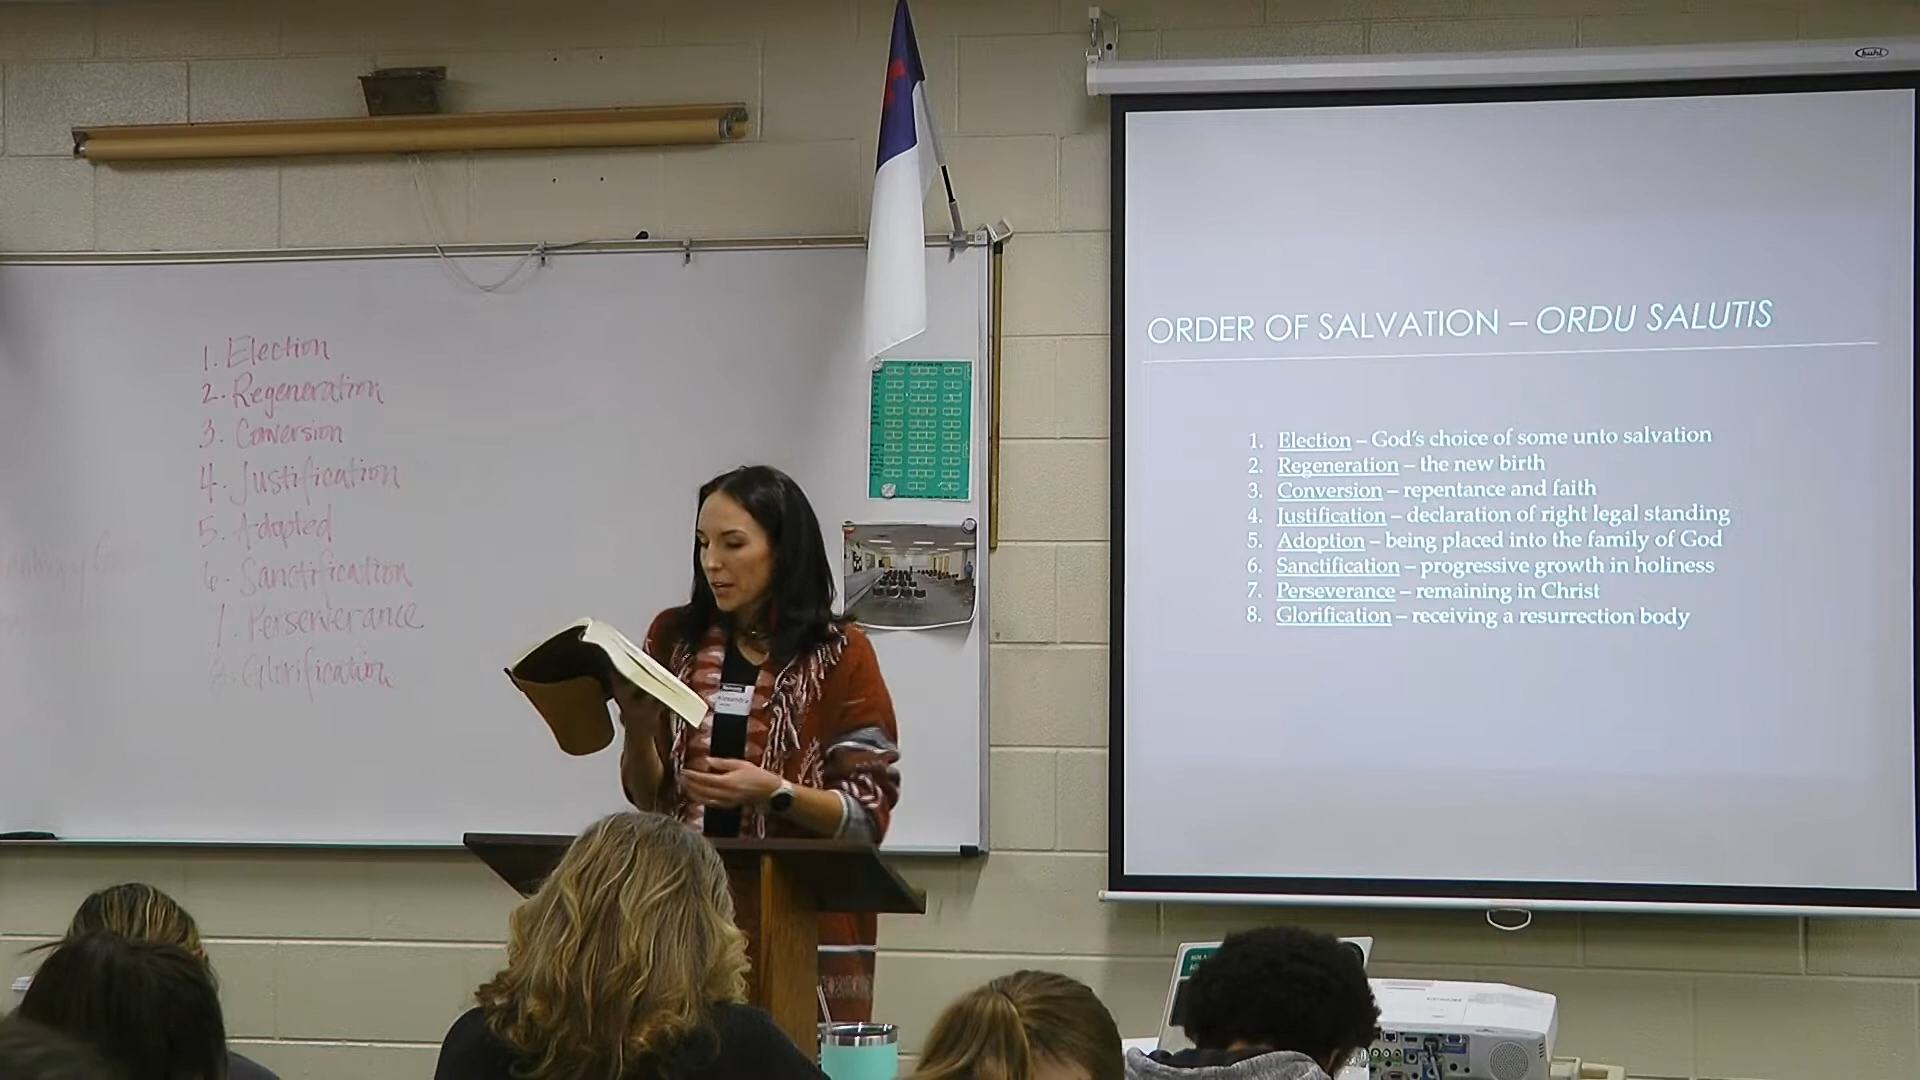 1. Election
2. Regeneration
3. Conversion
4. Justification
5. Adopted
6. Sanctification
7. Perserverance
8. Glorification
buhl
ORDER OF SALVATION – ORDU SALUTIS
1. Election – God's choice of some unto salvation
2. Regeneration – the new birth
3. Conversion – repentance and faith
4. Justification – declaration of right legal standing
5. Adoption – being placed into the family of God
6. Sanctification – progressive growth in holiness
7. Perseverance – remaining in Christ
8. Glorification – receiving a resurrection body
Alexandra